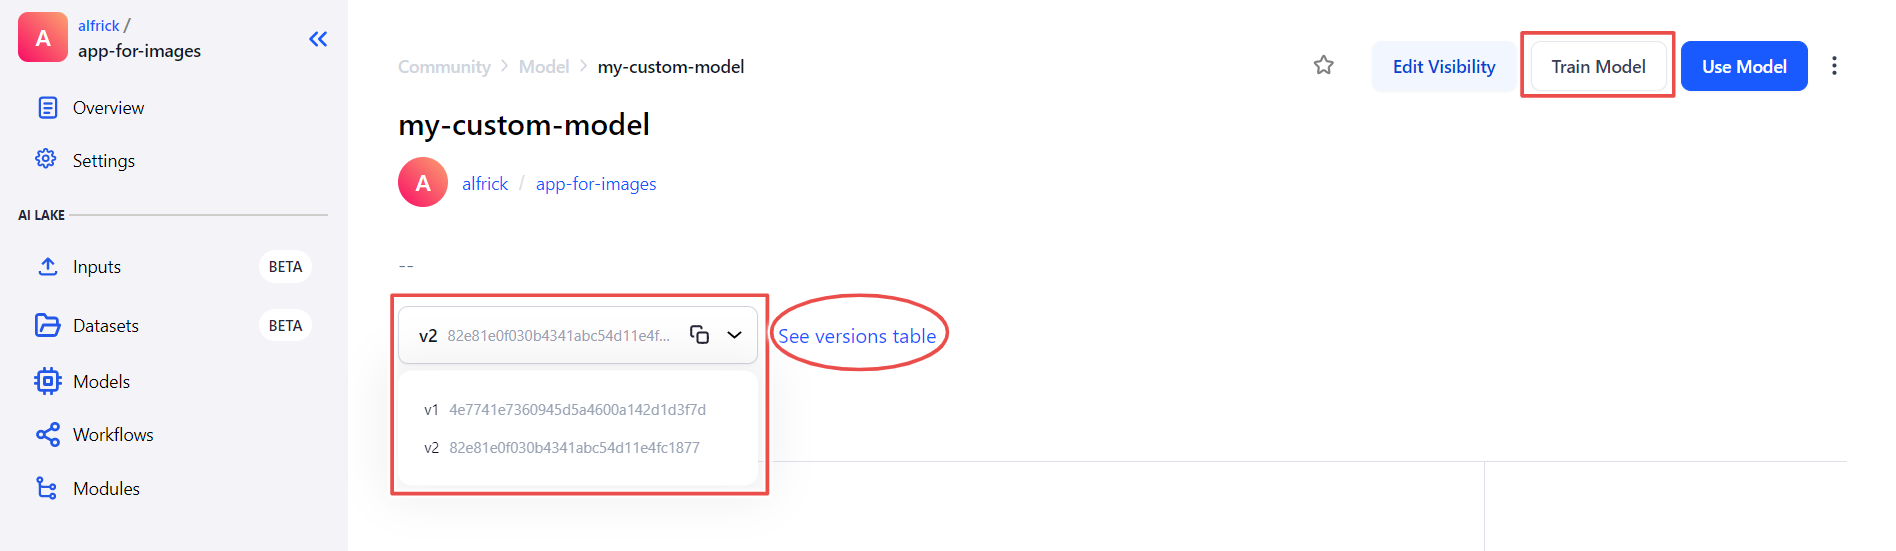 A
alfrick /
app-for-images
Overview
Settings
AI LAKE
Inputs BETA
Datasets BETA
Models
Workflows
Modules
Community > Model > my-custom-model
Edit Visibility
Train Model
Use Model
my-custom-model
A alfrick / app-for-images
--
v2 82e81e0f030b4341abc54d11e4f...
See versions table
v1 4e7741e7360945d5a4600a142d1d3f7d
v2 82e81e0f030b4341abc54d11e4fc1877